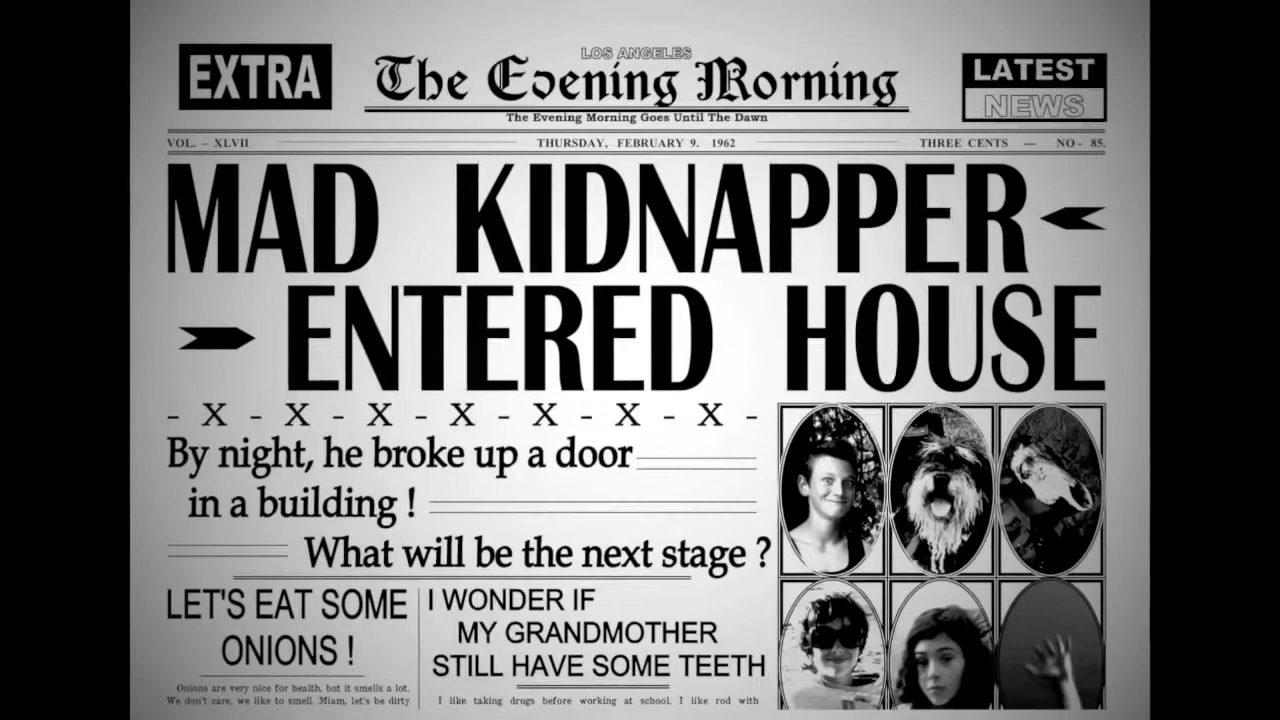 EXTRA
LOS ANGELES
The Evening Morning
The Evening Morning Goes Until The Dawn
LATEST
NEWS
VOL. - XLVII THURSDAY, FEBRUARY 9. 1962 THREE CENTS — NO - 85.
MAD KIDNAPPER
ENTERED HOUSE
- X - X - X - X - X - X - X -
By night, he broke up a door
in a building !
What will be the next stage ?
LET'S EAT SOME
ONIONS !
Onions are very nice for health, but it smells a lot.
We don't care, we like to smell. Miam, let's be dirty
I WONDER IF
MY GRANDMOTHER
STILL HAVE SOME TEETH
I like taking drugs before working at school. I like rod with